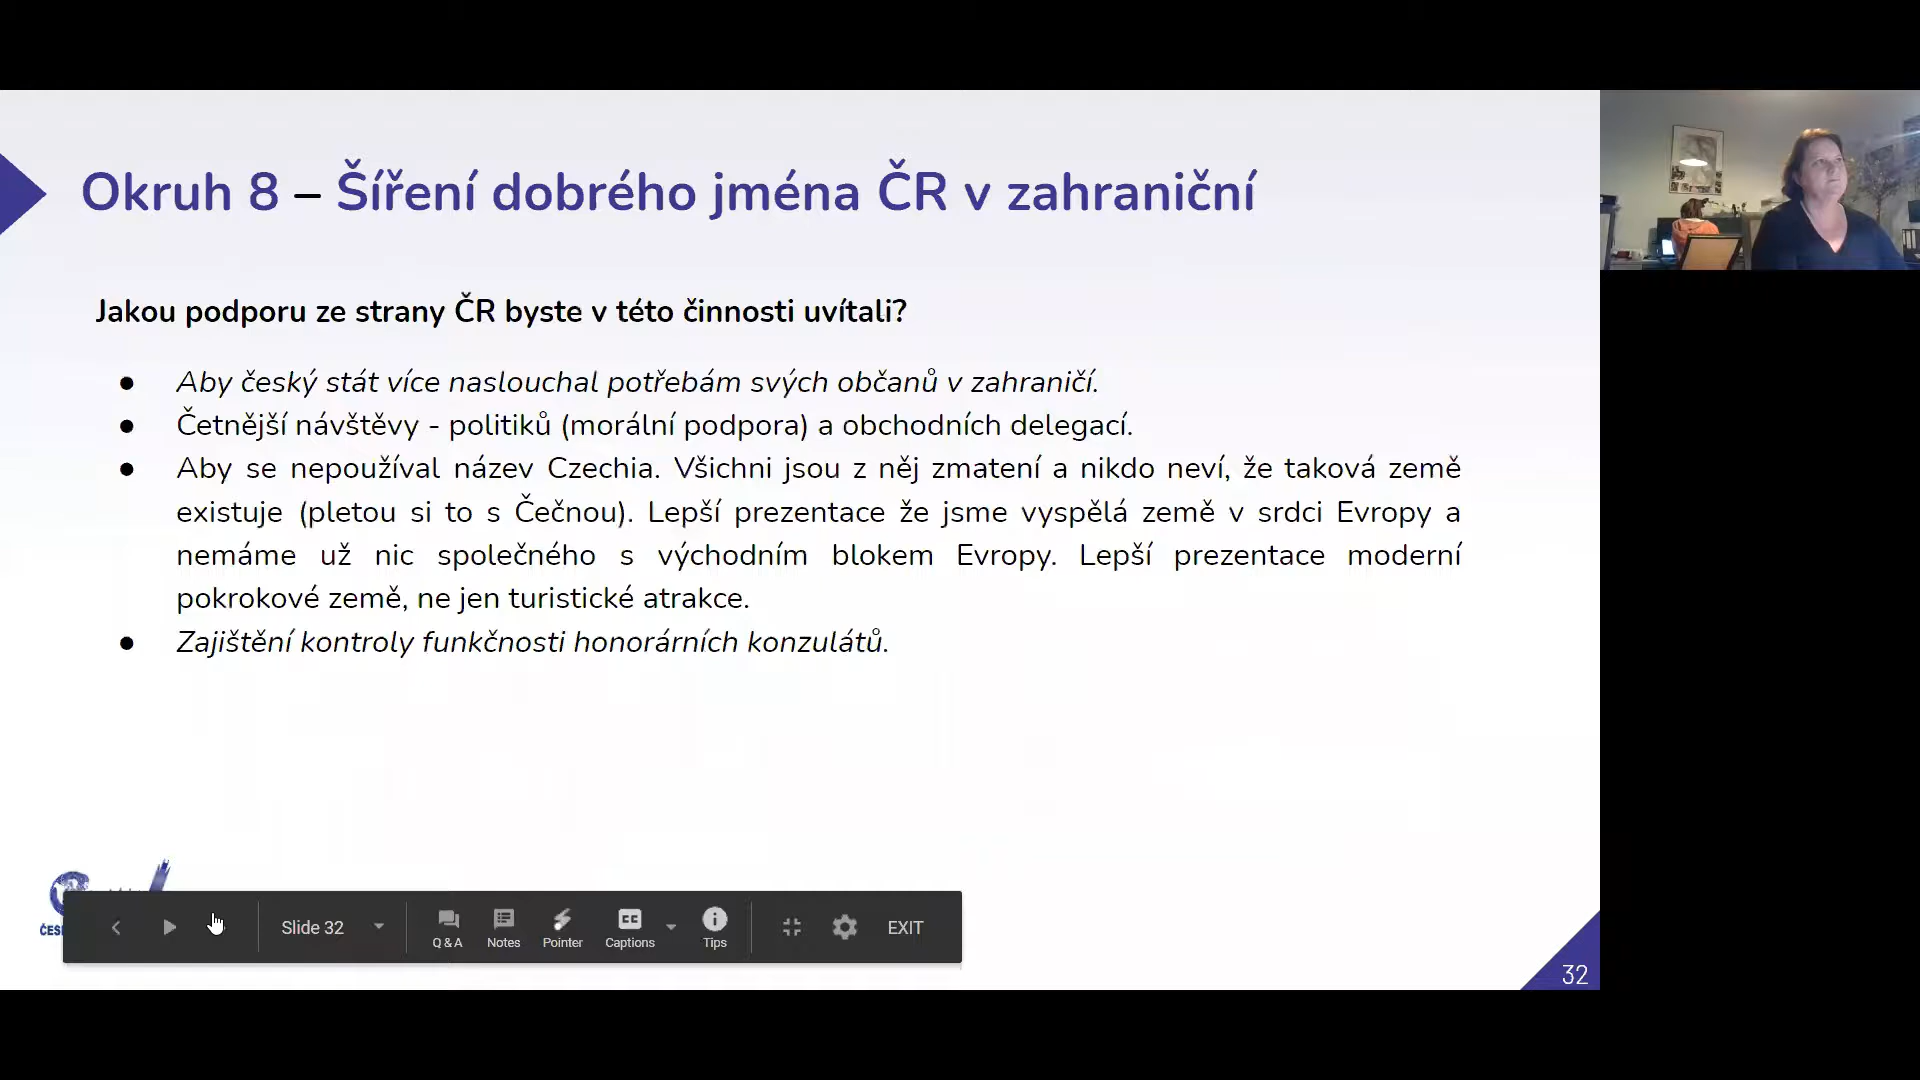 Okruh 8 – Šíření dobrého jména ČR v zahraniční
Jakou podporu ze strany ČR byste v této činnosti uvítali?
● Aby český stát více naslouchal potřebám svých občanů v zahraničí.
● Četnější návštěvy - politiků (morální podpora) a obchodních delegací.
● Aby se nepoužíval název Czechia. Všichni jsou z něj zmatení a nikdo neví, že taková země
existuje (pletou si to s Čečnou). Lepší prezentace že jsme vyspělá země v srdci Evropy a
nemáme už nic společného s východním blokem Evropy. Lepší prezentace moderní
pokrokové země, ne jen turistické atrakce.
● Zajištění kontroly funkčnosti honorárních konzulátů.
Slide 32
Q & A
Notes
Pointer
CC
Captions
Tips
EXIT
32